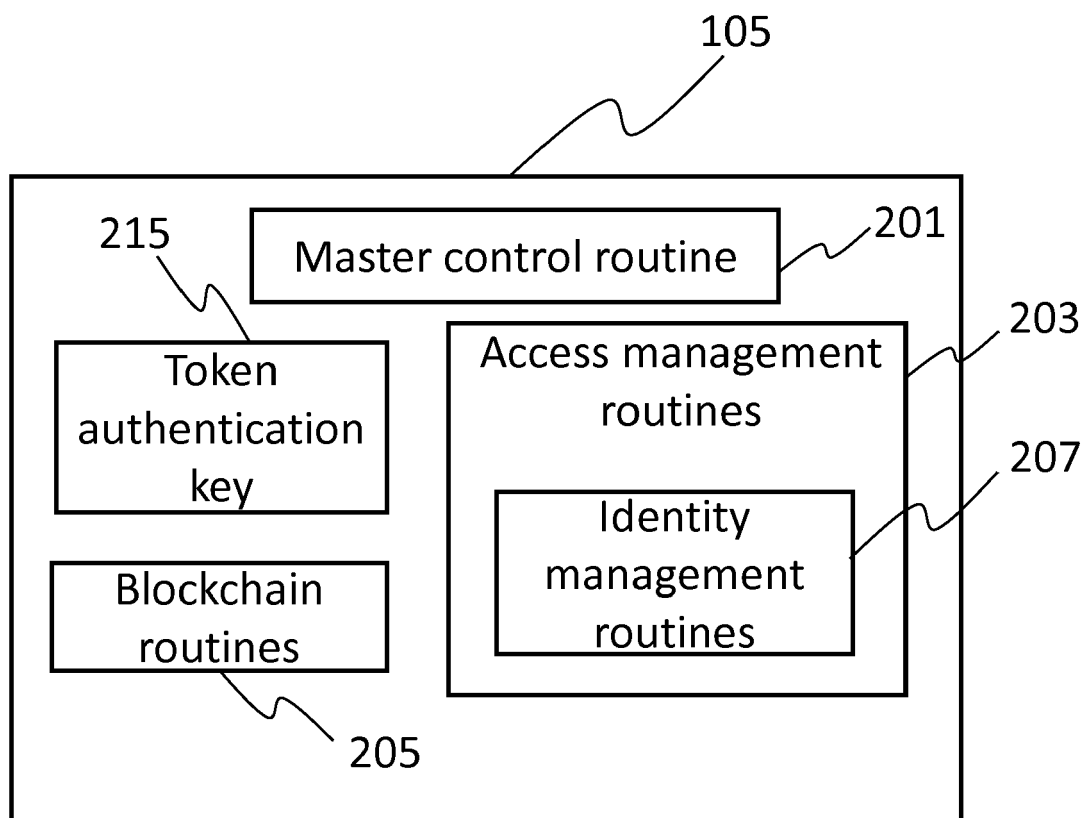 105
215
201
Master control routine
203
Token
authentication
key
Access management
routines
207
Identity
management
routines
Blockchain
routines
205